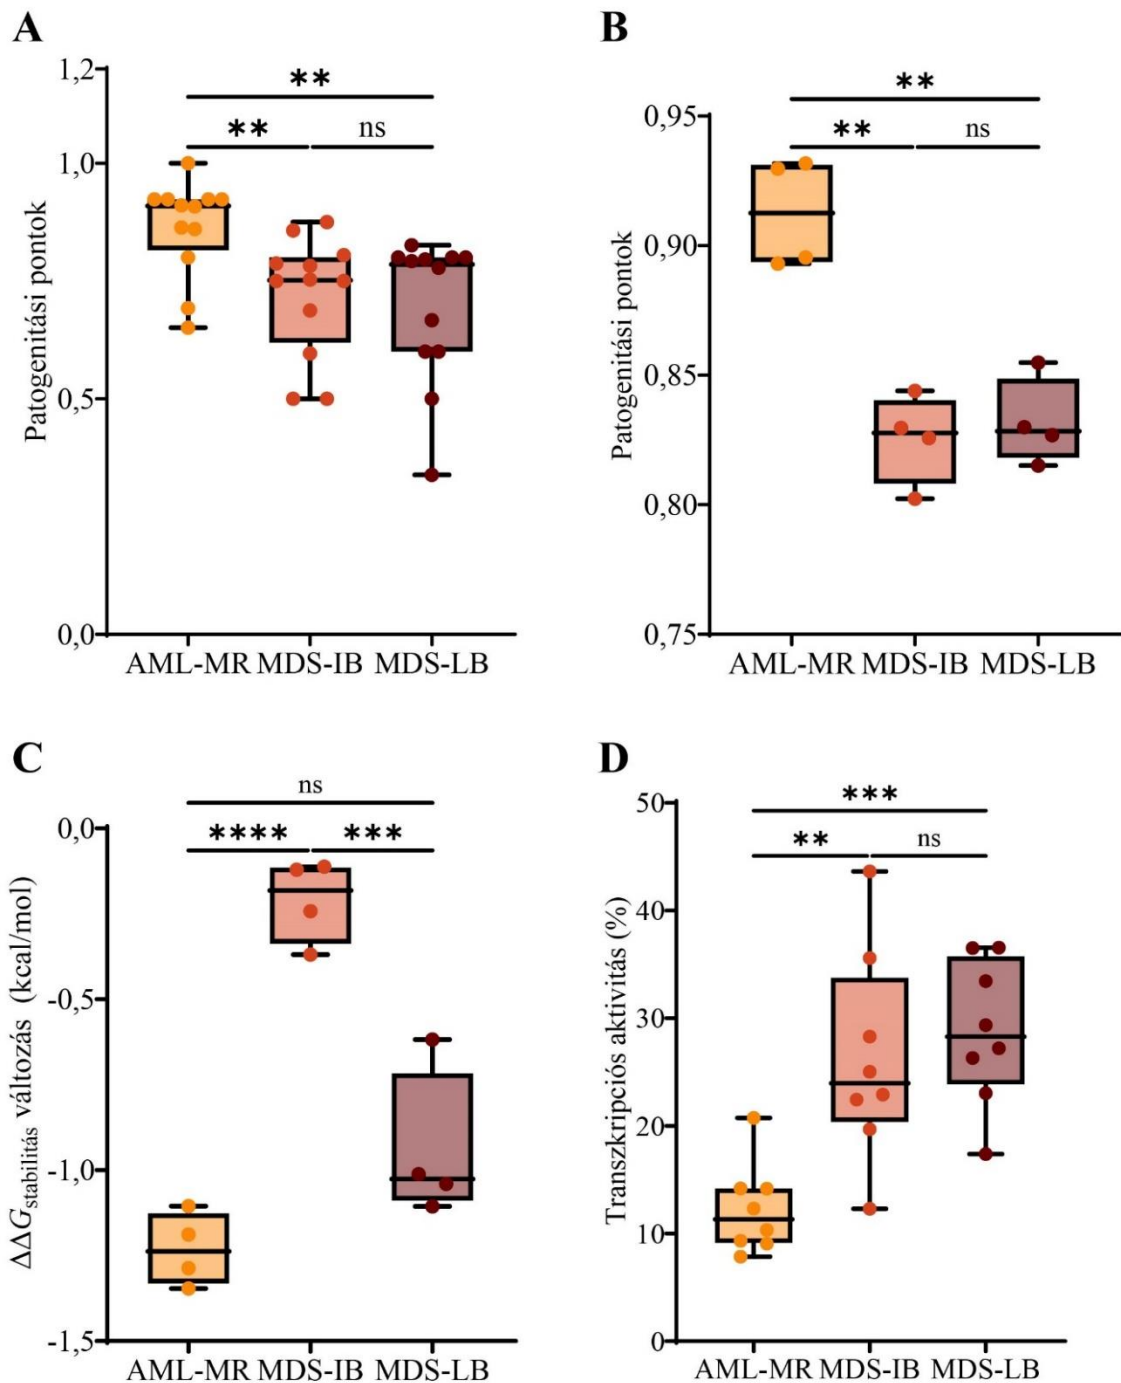 A
Patogenitási pontok
1,2
1,0
0,5
0,0
**
**
ns
AML-MR MDS-IB MDS-LB
B
Patogenitási pontok
0,95
0,90
0,85
0,80
0,75
**
**
ns
AML-MR MDS-IB MDS-LB
C
ΔΔG_stabilitás változás (kcal/mol)
0,0
-0,5
-1,0
-1,5
ns
****
***
AML-MR MDS-IB MDS-LB
D
Transzkripciós aktivitás (%)
50
40
30
20
10
0
***
**
ns
AML-MR MDS-IB MDS-LB